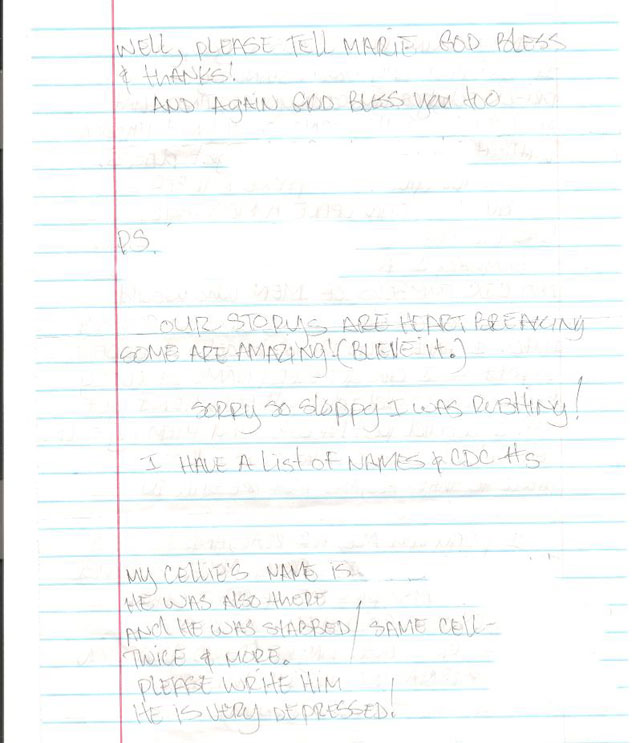 WELL, PLEASE TELL MARIE GOD BLESS
& thANKS!
AND AGAIN GOD BLESS YOU too
P.S.
OUR STORYS ARE HEART BREAKING
SOME ARE AMAZING! (BLIEVE it.)
SORRY SO SLOPPY I WAS RUSHING!
I HAVE A LIST OF NAMES & CDC #s
MY CELLIE'S NAME IS
HE WAS ALSO thERE
AND HE WAS STABBED / SAME CELL-
TWICE & MORE.
PLEASE WRITE HIM
HE IS VERY DEPRESSED!